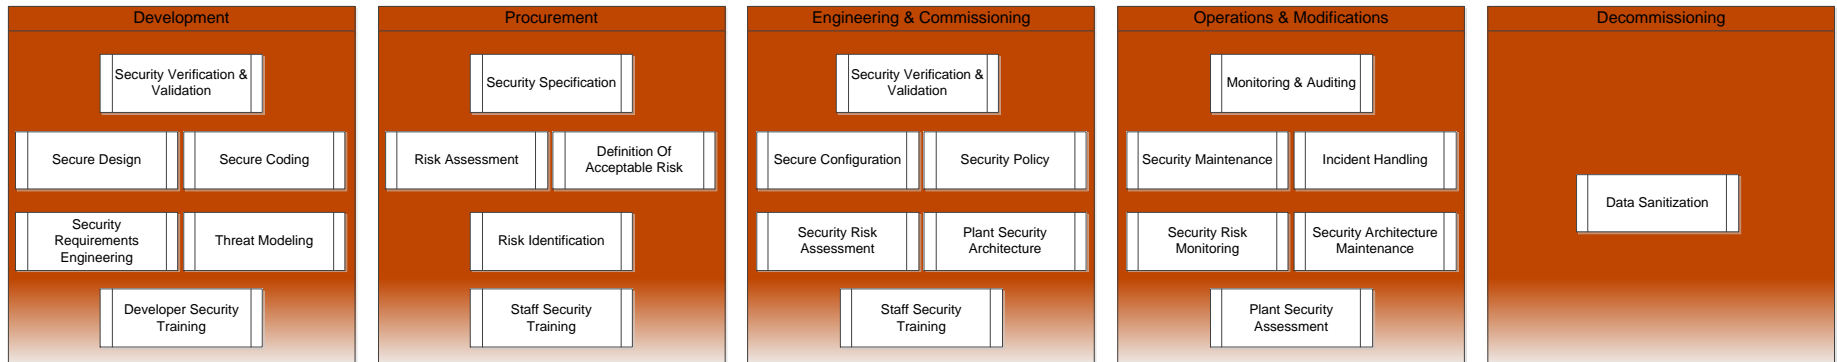 Development
Security Verification &
Validation
Secure Design
Secure Coding
Security
Requirements
Engineering
Threat Modeling
Developer Security
Training
Procurement
Security Specification
Risk Assessment
Definition Of
Acceptable Risk
Risk Identification
Staff Security
Training
Engineering & Commissioning
Security Verification &
Validation
Secure Configuration
Security Policy
Security Risk
Assessment
Plant Security
Architecture
Staff Security
Training
Operations & Modifications
Monitoring & Auditing
Security Maintenance
Incident Handling
Security Risk
Monitoring
Security Architecture
Maintenance
Plant Security
Assessment
Decommissioning
Data Sanitization